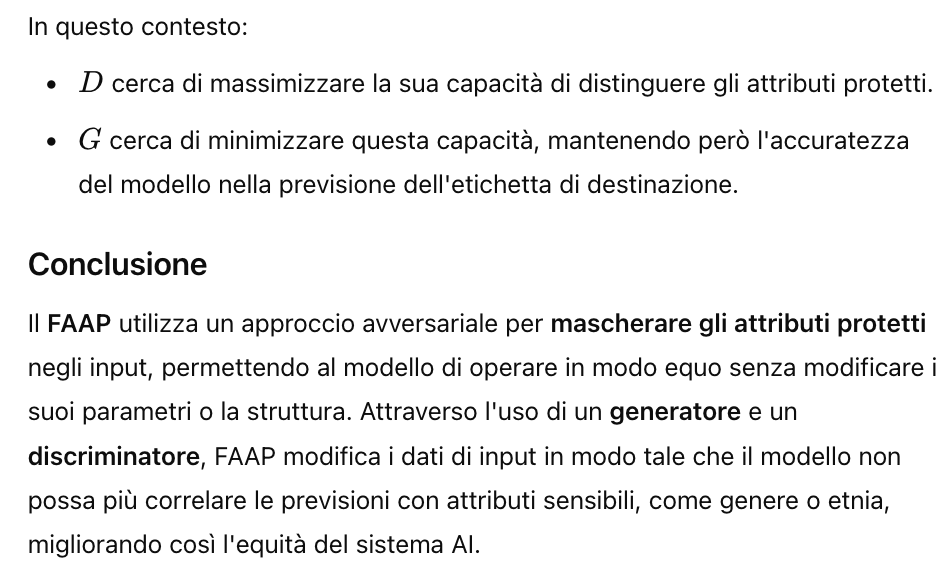 In questo contesto:
• D cerca di massimizzare la sua capacità di distinguere gli attributi protetti.
• G cerca di minimizzare questa capacità, mantenendo però l'accuratezza
del modello nella previsione dell'etichetta di destinazione.
Conclusione
Il FAAP utilizza un approccio avversariale per mascherare gli attributi protetti
negli input, permettendo al modello di operare in modo equo senza modificare i
suoi parametri o la struttura. Attraverso l'uso di un generatore e un
discriminatore, FAAP modifica i dati di input in modo tale che il modello non
possa più correlare le previsioni con attributi sensibili, come genere o etnia,
migliorando così l'equità del sistema AI.